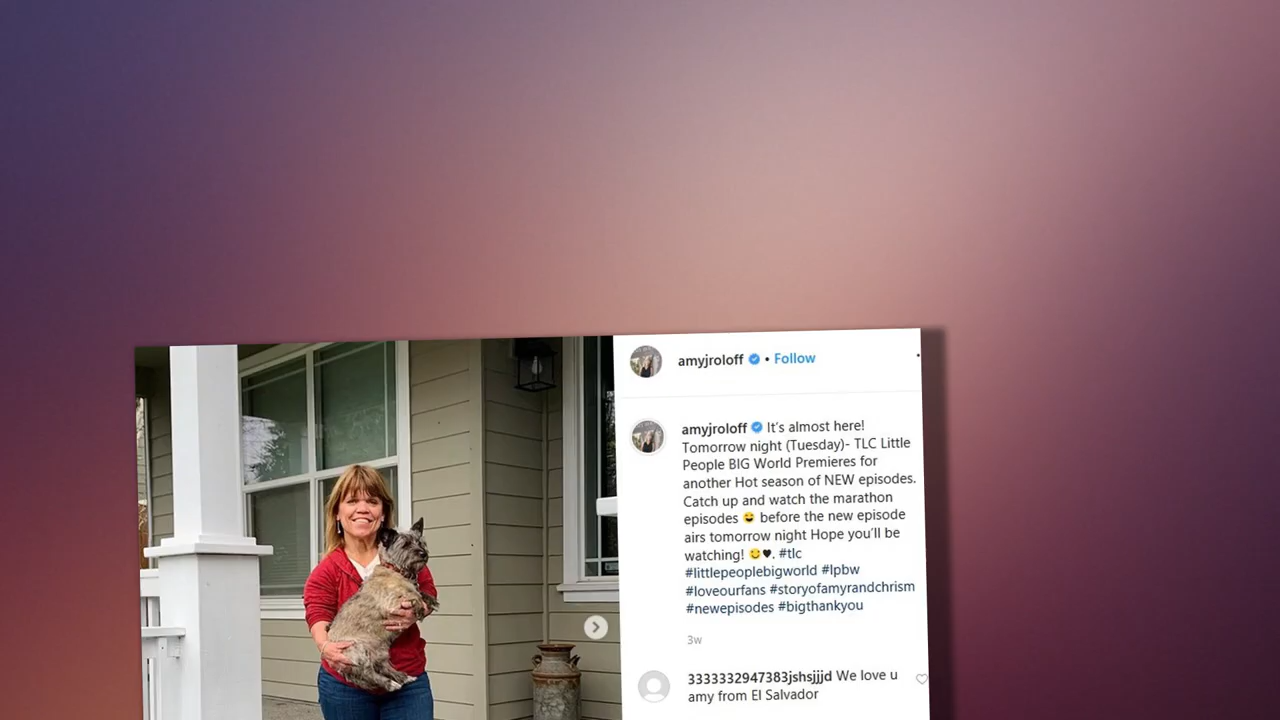 amyjroloff • Follow
amyjroloff It's almost here!
Tomorrow night (Tuesday)- TLC Little
People BIG World Premieres for
another Hot season of NEW episodes.
Catch up and watch the marathon
episodes 😄 before the new episode
airs tomorrow night Hope you'll be
watching! 😄♥. #tlc
#littlepeoplebigworld #lpbw
#loveourfans #storyofamyrandchrism
#newepisodes #bigthankyou
3w
3333332947383jshsjjjd We love u
amy from El Salvador